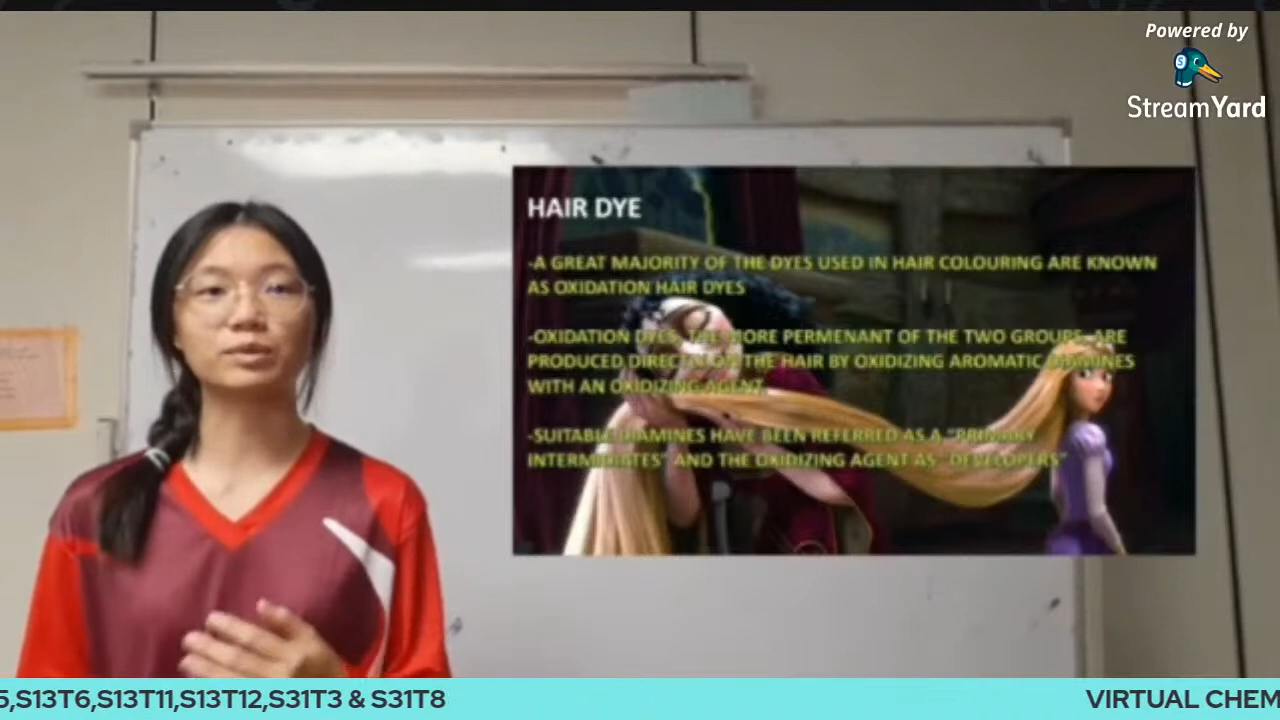 Powered by
StreamYard
HAIR DYE
-A GREAT MAJORITY OF THE DYES USED IN HAIR COLOURING ARE KNOWN
AS OXIDATION HAIR DYES
-OXIDATION DYES, THE MORE PERMENANT OF THE TWO GROUPS, ARE
PRODUCED DIRECTLY ON THE HAIR BY OXIDIZING AROMATIC DIAMINES
WITH AN OXIDIZING AGENT
-SUITABLE DIAMINES HAVE BEEN REFERRED AS A "PRIMARY
INTERMIDIATES" AND THE OXIDIZING AGENT AS "DEVELOPERS"
5,S13T6,S13T11,S13T12,S31T3 & S31T8
VIRTUAL CHEM